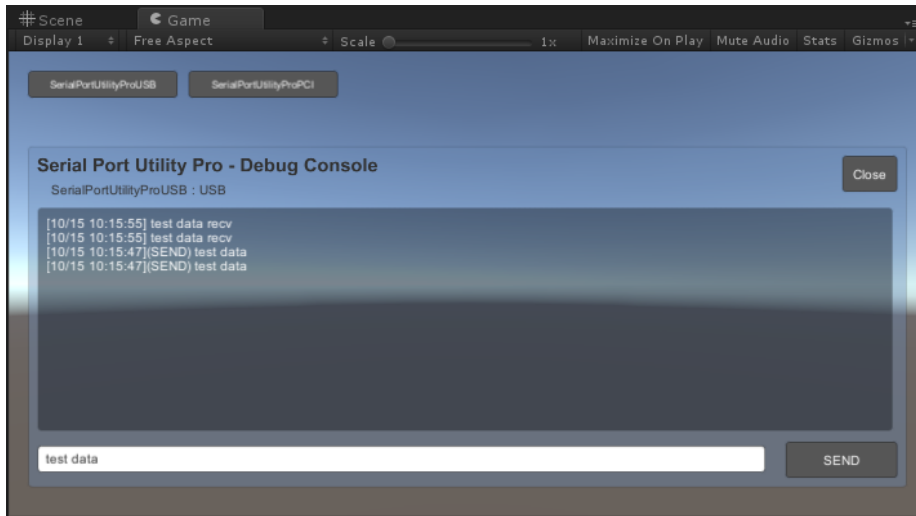 Scene Game
Display 1 Free Aspect Scale 1x Maximize On Play Mute Audio Stats Gizmos
SerialPortUtilityProUSB SerialPortUtilityProPCI
Serial Port Utility Pro - Debug Console
SerialPortUtilityProUSB : USB
Close
[10/15 10:15:55] test data recv
[10/15 10:15:55] test data recv
[10/15 10:15:47](SEND) test data
[10/15 10:15:47](SEND) test data
test data
SEND